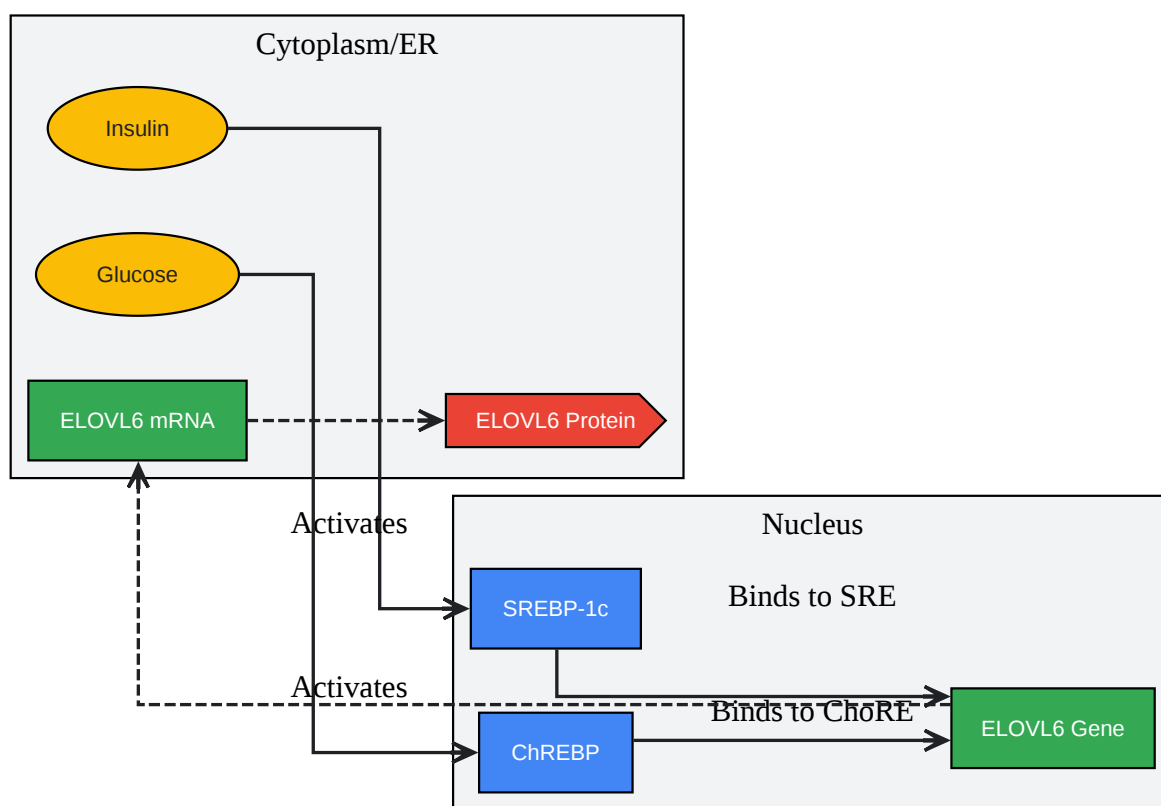 Cytoplasm/ER
Insulin
Glucose
ELOVL6 mRNA
ELOVL6 Protein
Activates
Nucleus
SREBP-1c
Binds to SRE
Activates
Binds to ChoRE
ELOVL6 Gene
ChREBP